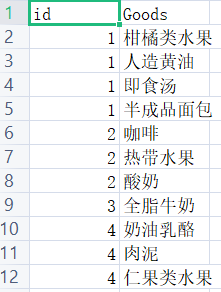 1 id Goods
2 1 柑橘类水果
3 1 人造黄油
4 1 即食汤
5 1 半成品面包
6 2 咖啡
7 2 热带水果
8 2 酸奶
9 3 全脂牛奶
10 4 奶油乳酪
11 4 肉泥
12 4 仁果类水果